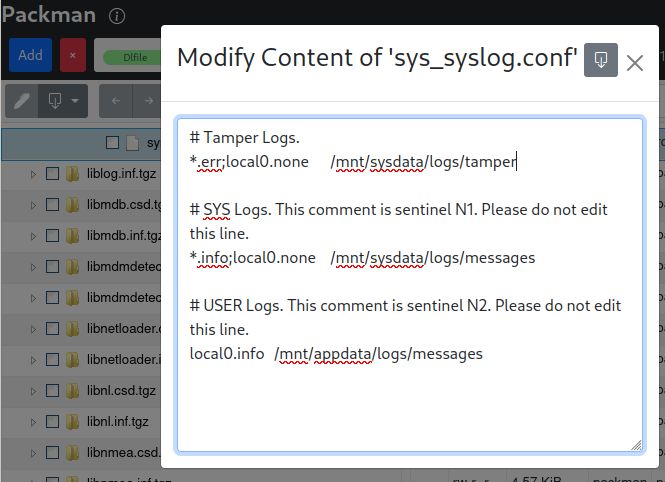 Packman
Modify Content of 'sys_syslog.conf'
Add
×
Dlfile
# Tamper Logs.
*.err;local0.none /mnt/sysdata/logs/tamper
# SYS Logs. This comment is sentinel N1. Please do not edit
this line.
*.info;local0.none /mnt/sysdata/logs/messages
# USER Logs. This comment is sentinel N2. Please do not edit
this line.
local0.info /mnt/appdata/logs/messages
sy
liblog.inf.tgz
libmdb.csd.tg
libmdb.inf.tgz
libmdmdetec
libmdmdetec
libnetloader.
libnetloader.i
libnl.csd.tgz
libnl.inf.tgz
libnmea.csd.
4.57 KiB